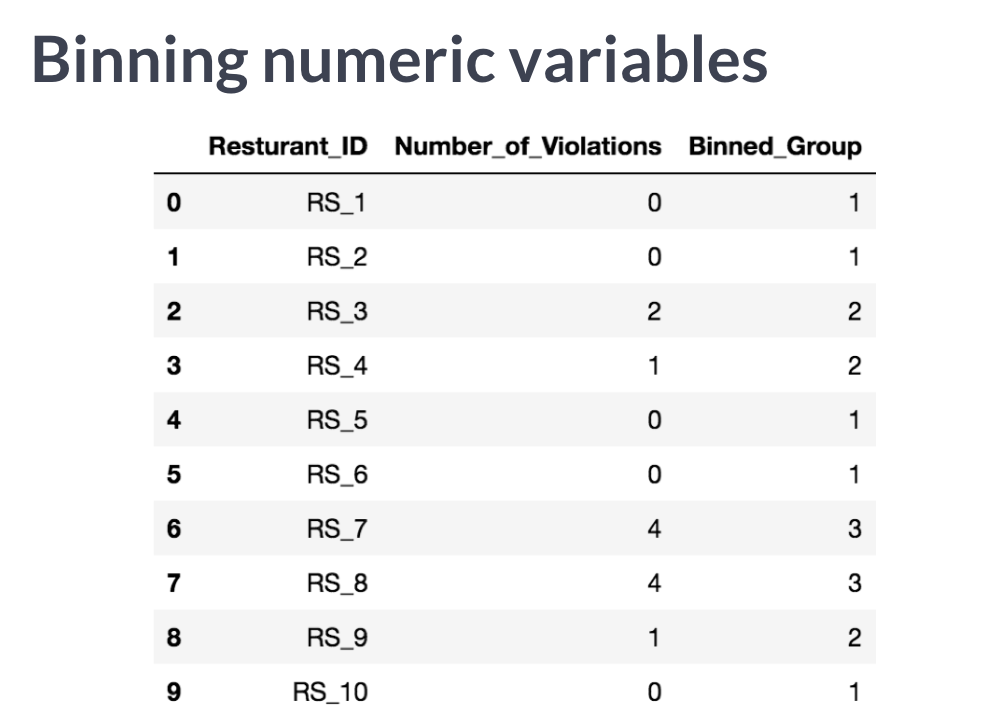 Binning numeric variables
Resturant_ID Number_of_Violations Binned_Group
0 RS_1 0 1
1 RS_2 0 1
2 RS_3 2 2
3 RS_4 1 2
4 RS_5 0 1
5 RS_6 0 1
6 RS_7 4 3
7 RS_8 4 3
8 RS_9 1 2
9 RS_10 0 1